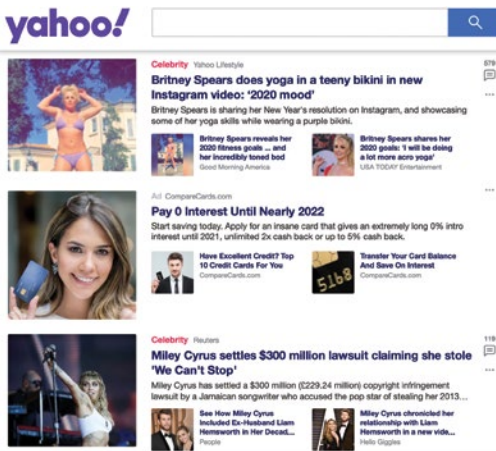 yahoo!
Celebrity Yahoo Lifestyle
579
Britney Spears does yoga in a teeny bikini in new
Instagram video: '2020 mood'
Britney Spears is sharing her New Year's resolution on Instagram, and showcasing
some of her yoga skills while wearing a purple bikini.
Britney Spears reveals her
2020 fitness goals ... and
her incredibly toned bod
Good Morning America
Britney Spears shares her
2020 goals: 'I will be doing
a lot more acro yoga'
USA TODAY Entertainment
Ad CompareCards.com
Pay 0 Interest Until Nearly 2022
Start saving today. Apply for an insane card that gives an extremely long 0% intro
interest until 2021, unlimited 2x cash back or up to 5% cash back.
Have Excellent Credit? Top
10 Credit Cards For You
CompareCards.com
5168
Transfer Your Card Balance
And Save On Interest
CompareCards.com
Celebrity Reuters
119
Miley Cyrus settles $300 million lawsuit claiming she stole
'We Can't Stop'
Miley Cyrus has settled a $300 million (£229.24 million) copyright infringement
lawsuit by a Jamaican songwriter who accused the pop star of stealing her 2013...
See How Miley Cyrus
Included Ex-Husband Liam
Hemsworth in Her Decad...
People
Miley Cyrus chronicled her
relationship with Liam
Hemsworth in a new vide...
Hello Giggles